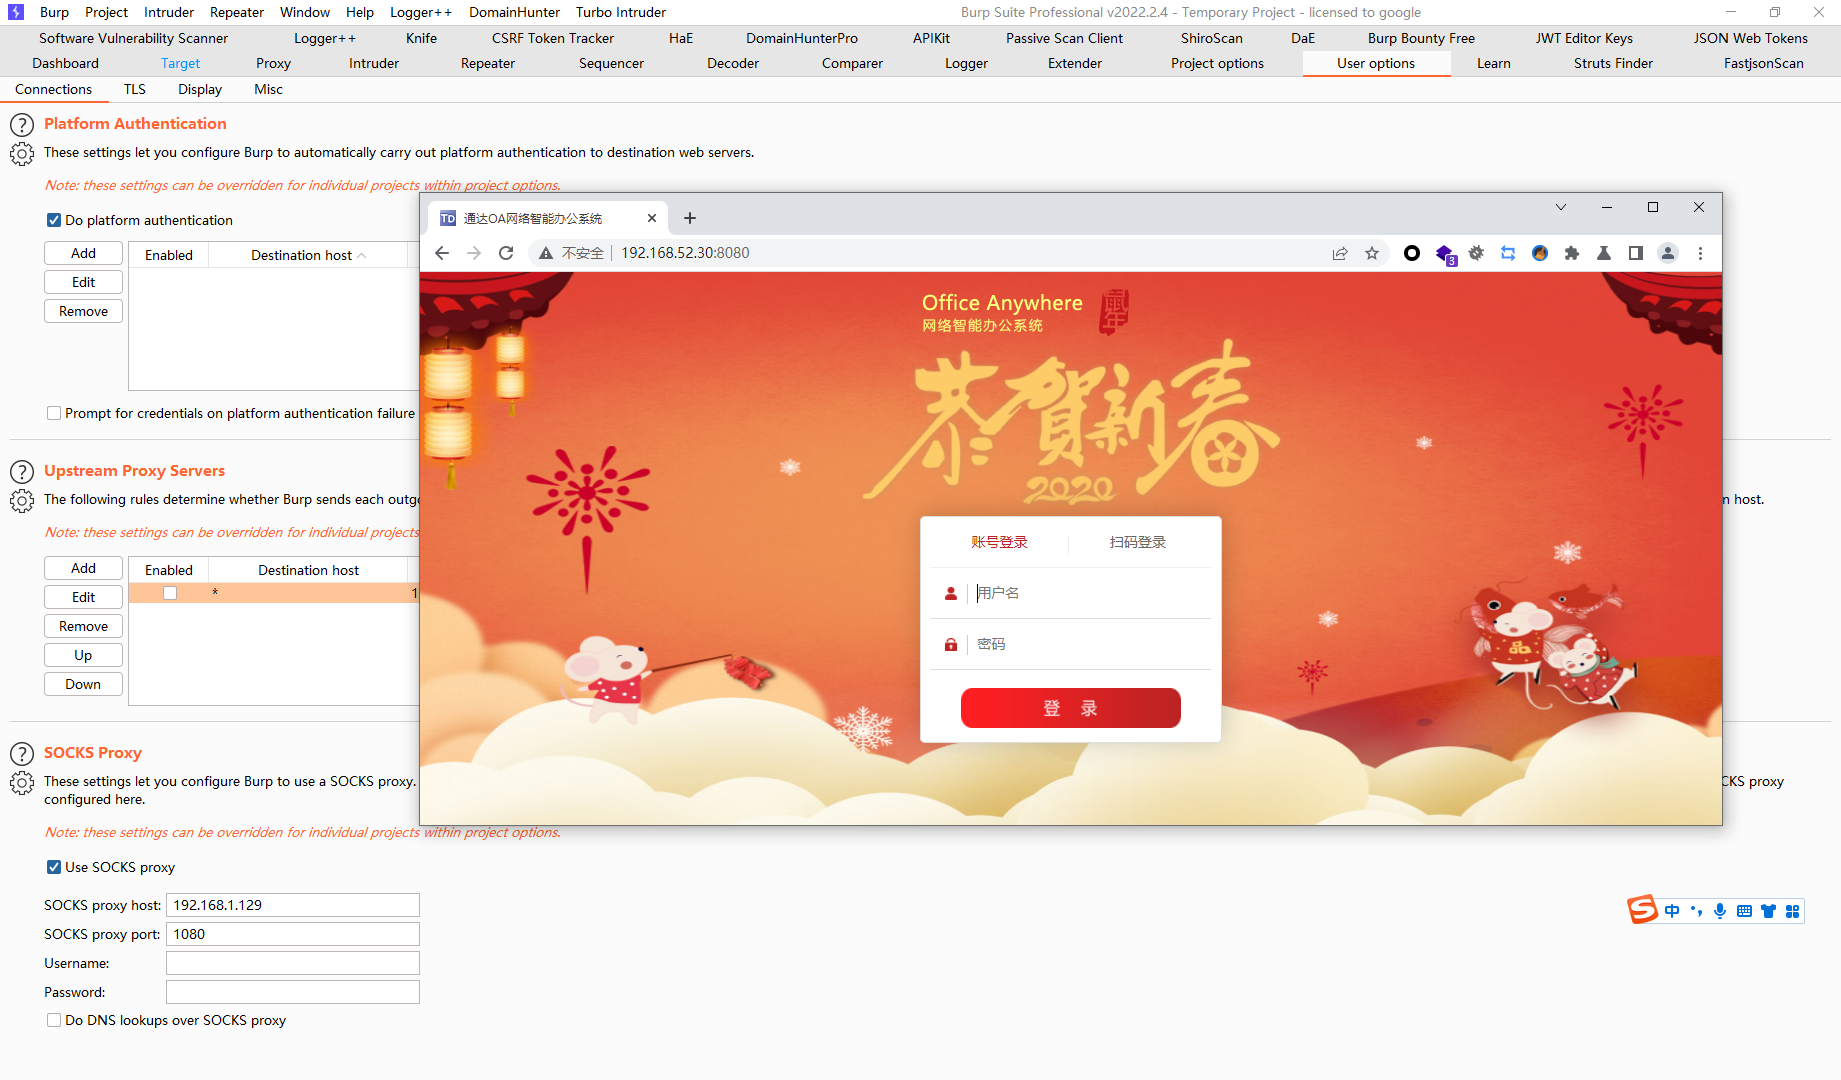 Burp Project Intruder Repeater Window Help Logger++ DomainHunter Turbo Intruder
Burp Suite Professional v2022.2.4 - Temporary Project - licensed to google
Software Vulnerability Scanner Logger++ Knife CSRF Token Tracker HaE DomainHunterPro APIKit Passive Scan Client ShiroScan DaE Burp Bounty Free JWT Editor Keys JSON Web Tokens
Dashboard Target Proxy Intruder Repeater Sequencer Decoder Comparer Logger Extender Project options User options Learn Struts Finder FastjsonScan
Connections TLS Display Misc
Platform Authentication
These settings let you configure Burp to automatically carry out platform authentication to destination web servers.
Note: these settings can be overridden for individual projects within project options.
Do platform authentication
Add
Edit
Remove
Enabled Destination host
Prompt for credentials on platform authentication failure
Upstream Proxy Servers
The following rules determine whether Burp sends each outgo
n host.
Note: these settings can be overridden for individual projects
Add
Edit
Remove
Up
Down
Enabled Destination host
* 1
SOCKS Proxy
These settings let you configure Burp to use a SOCKS proxy.
CKS proxy
configured here.
Note: these settings can be overridden for individual projects within project options.
Use SOCKS proxy
SOCKS proxy host: 192.168.1.129
SOCKS proxy port: 1080
Username:
Password:
Do DNS lookups over SOCKS proxy
TD 通达OA网络智能办公系统
不安全 192.168.52.30:8080
3
Office Anywhere
网络智能办公系统
鼠年
恭賀新春
2020
账号登录 扫码登录
用户名
密码
登 录
S 中